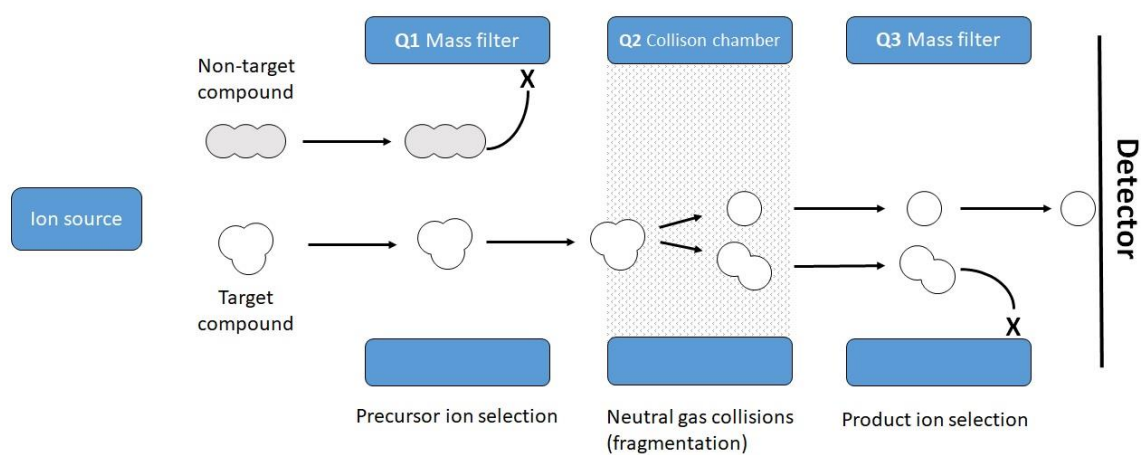 Q1 Mass filter
Q2 Collison chamber
Q3 Mass filter
Non-target
compound
X
Ion source
Target
compound
X
Detector
Precursor ion selection
Neutral gas collisions
(fragmentation)
Product ion selection